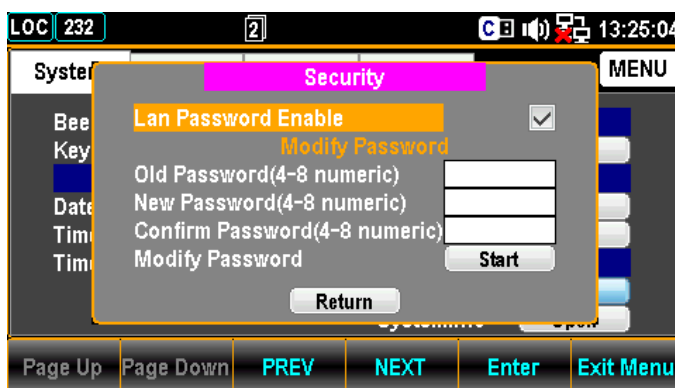 LOC 232 2 C 13:25:04
Security MENU
Lan Password Enable
Modify Password
Old Password(4-8 numeric)
New Password(4-8 numeric)
Confirm Password(4-8 numeric)
Modify Password Start
Return
Page Up Page Down PREV NEXT Enter Exit Menu